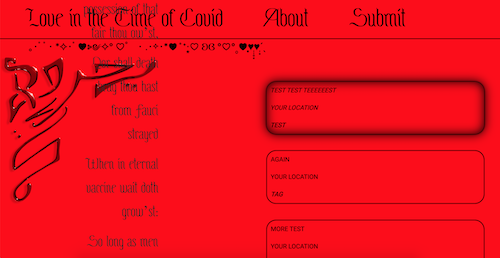 Love in the Time of Covid
About
Submit
possession of that
fair thou ow'st,
Nor shall death
brag thou hast
from Fauci
strayed
When in eternal
vaccine wait doth
grow'st:
So long as men
TEST TEST TEEEEEST
YOUR LOCATION
TEST
AGAIN
YOUR LOCATION
TAG
MORE TEST
YOUR LOCATION